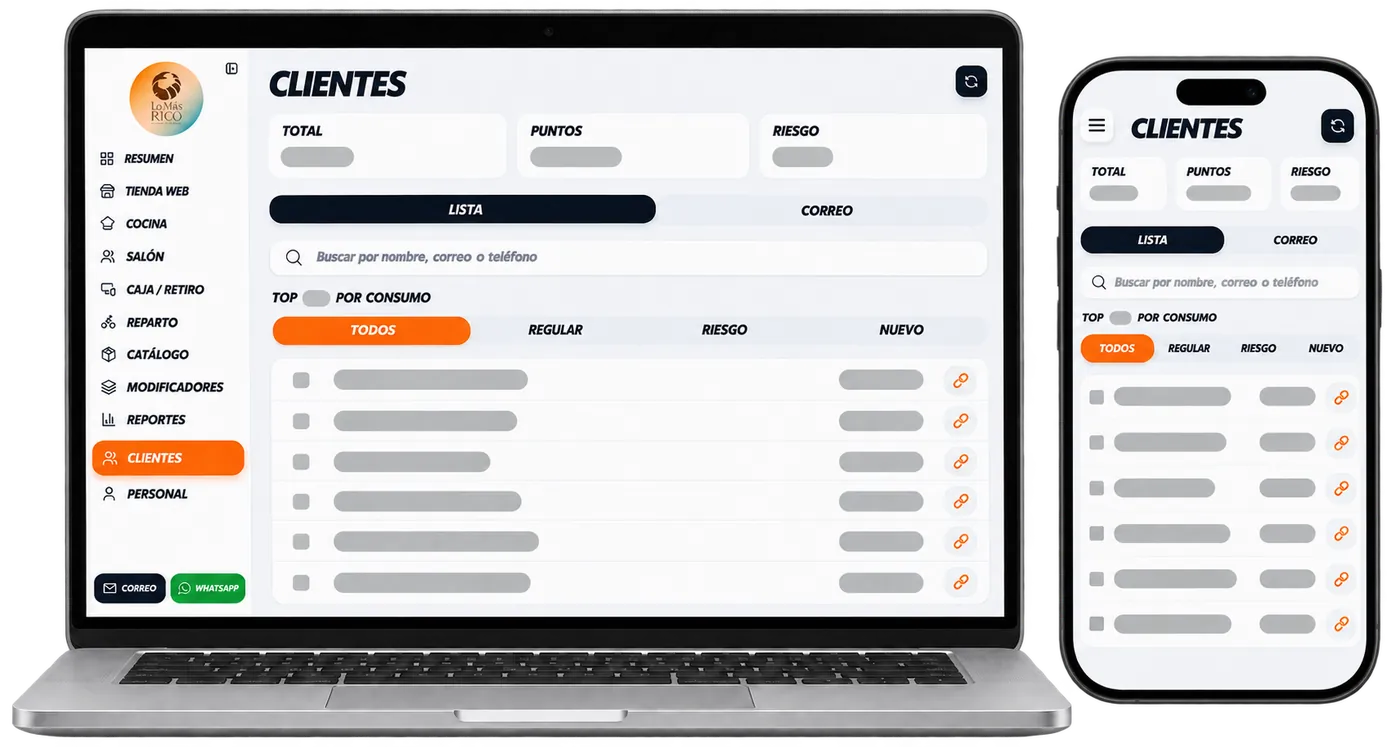 Lo Más
RICO
RESUMEN
TIENDA WEB
COCINA
SALÓN
CAJA / RETIRO
REPARTO
CATÁLOGO
MODIFICADORES
REPORTES
CLIENTES
PERSONAL
CORREO
WHATSAPP
CLIENTES
TOTAL
PUNTOS
RIESGO
LISTA
CORREO
Buscar por nombre, correo o teléfono
TOP POR CONSUMO
TODOS
REGULAR
RIESGO
NUEVO
CLIENTES
TOTAL
PUNTOS
RIESGO
LISTA
CORREO
Buscar por nombre, correo o teléfono
TOP POR CONSUMO
TODOS
REGULAR
RIESGO
NUEVO